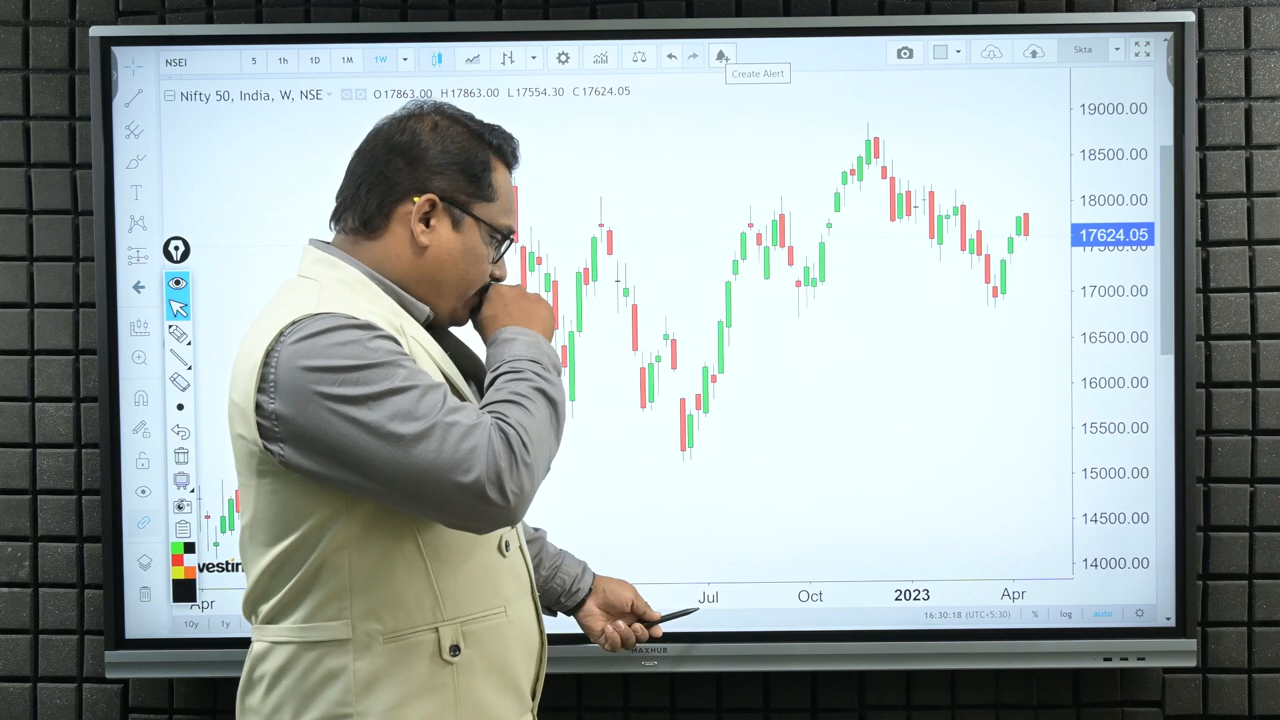 NSEI 5 1h 1D 1M 1W Skta
Create Alert
Nifty 50, India, W, NSE O17863.00 H17863.00 L17554.30 C17624.05
19000.00
18500.00
18000.00
17624.05
17500.00
17000.00
16500.00
16000.00
15500.00
15000.00
14500.00
14000.00
vestin
Apr Jul Oct 2023 Apr
10y 1y 16:30:18 (UTC+5:30) % log auto
MAXHUB